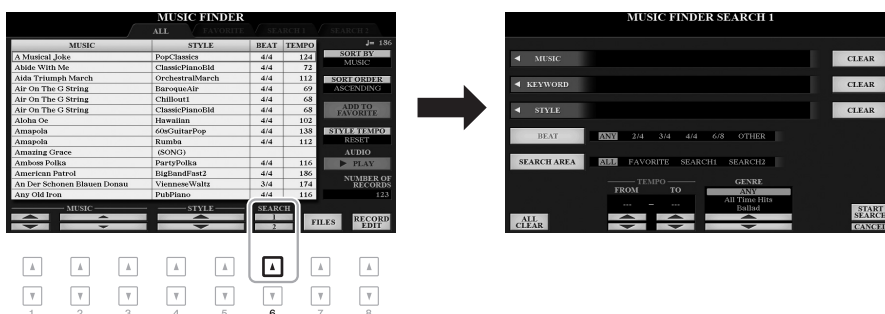 MUSIC FINDER
ALL FAVORITE SEARCH 1 SEARCH 2
MUSIC STYLE BEAT TEMPO
♩= 186
A Musical Joke PopClassics 4/4 124
Abide With Me ClassicPianoBld 4/4 72
Aida Triumph March OrchestralMarch 4/4 112
Air On The G String BaroqueAir 4/4 69
Air On The G String Chillout1 4/4 68
Air On The G String ClassicPianoBld 4/4 68
Aloha Oe Hawaiian 4/4 102
Amapola 60sGuitarPop 4/4 138
Amapola Rumba 4/4 112
Amazing Grace (SONG)
Amboss Polka PartyPolka 4/4 116
American Patrol BigBandFast2 4/4 186
An Der Schonen Blauen Donau VienneseWaltz 3/4 174
Any Old Iron PubPiano 4/4 116
SORT BY
MUSIC
SORT ORDER
ASCENDING
ADD TO
FAVORITE
STYLE TEMPO
RESET
AUDIO
▶ PLAY
NUMBER OF
RECORDS
123
MUSIC STYLE SEARCH
1
2
FILES
RECORD
EDIT
1 2 3 4 5 6 7 8
MUSIC FINDER SEARCH 1
◀ MUSIC CLEAR
◀ KEYWORD CLEAR
◀ STYLE CLEAR
BEAT ANY 2/4 3/4 4/4 6/8 OTHER
SEARCH AREA ALL FAVORITE SEARCH1 SEARCH2
TEMPO
FROM TO
--- – ---
GENRE
ANY
All Time Hits
Ballad
ALL
CLEAR
START
SEARCH
CANCEL